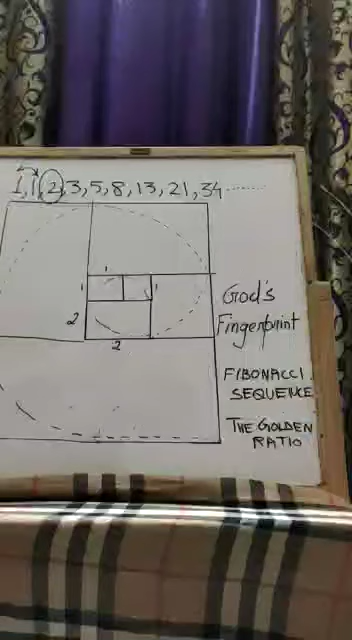 1,1,2,3,5,8,13,21,34........
1
1
1
2
2
God's
Fingerprint
FIBONACCI
SEQUENCE
THE GOLDEN
RATIO